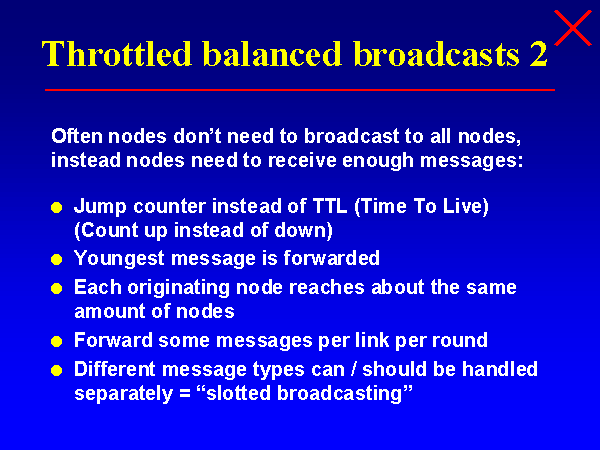 Throttled balanced broadcasts 2
Often nodes don’t need to broadcast to all nodes,
instead nodes need to receive enough messages:
Jump counter instead of TTL (Time To Live)
(Count up instead of down)
Youngest message is forwarded
Each originating node reaches about the same
amount of nodes
Forward some messages per link per round
Different message types can / should be handled
separately = “slotted broadcasting”